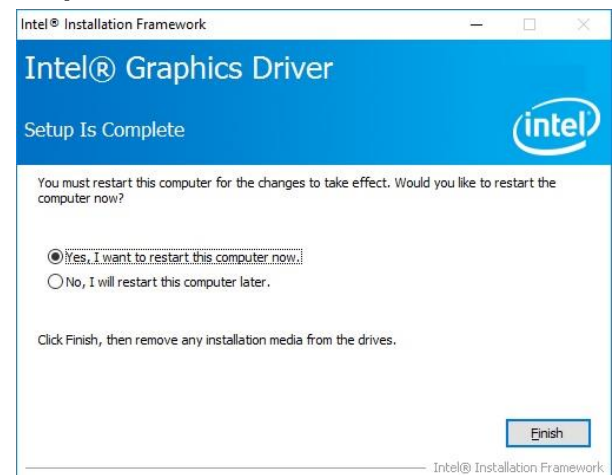 Intel® Installation Framework
Intel® Graphics Driver
Setup Is Complete
intel
You must restart this computer for the changes to take effect. Would you like to restart the
computer now?
Yes, I want to restart this computer now.
No, I will restart this computer later.
Click Finish, then remove any installation media from the drives.
Finish
Intel® Installation Framework